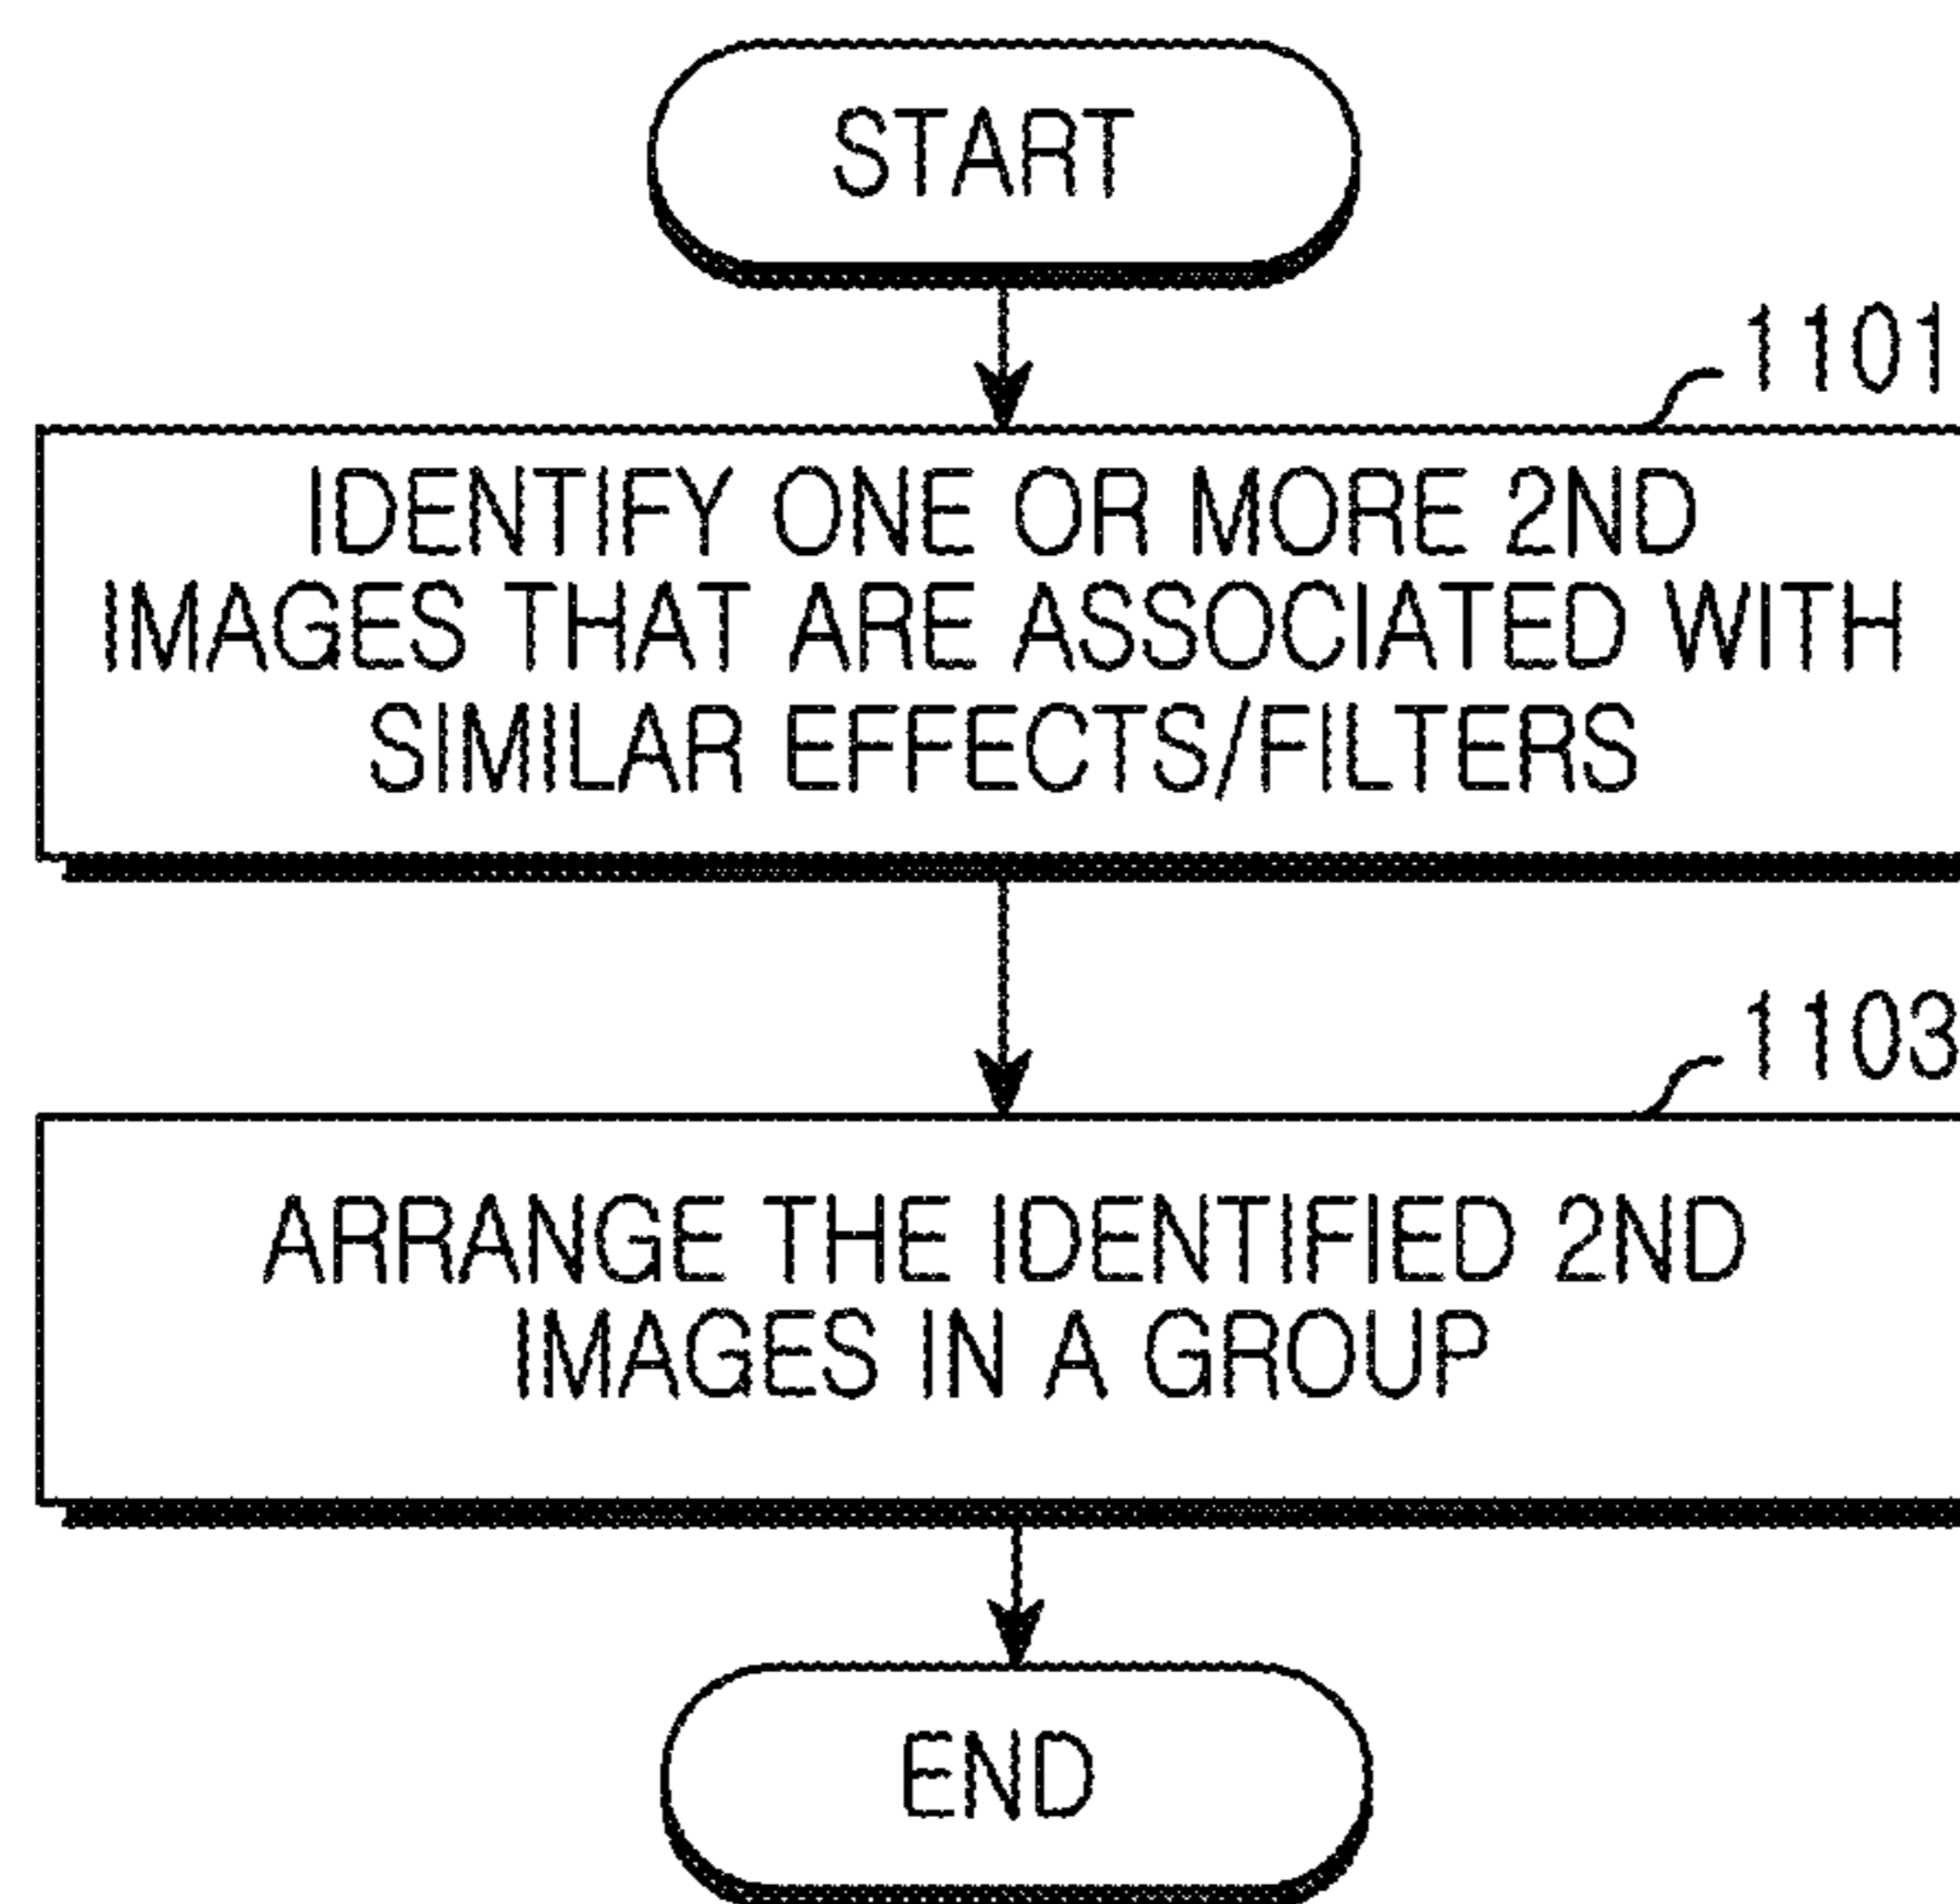 START
1101
IDENTIFY ONE OR MORE 2ND
IMAGES THAT ARE ASSOCIATED WITH
SIMILAR EFFECTS/FILTERS
1103
ARRANGE THE IDENTIFIED 2ND
IMAGES IN A GROUP
END